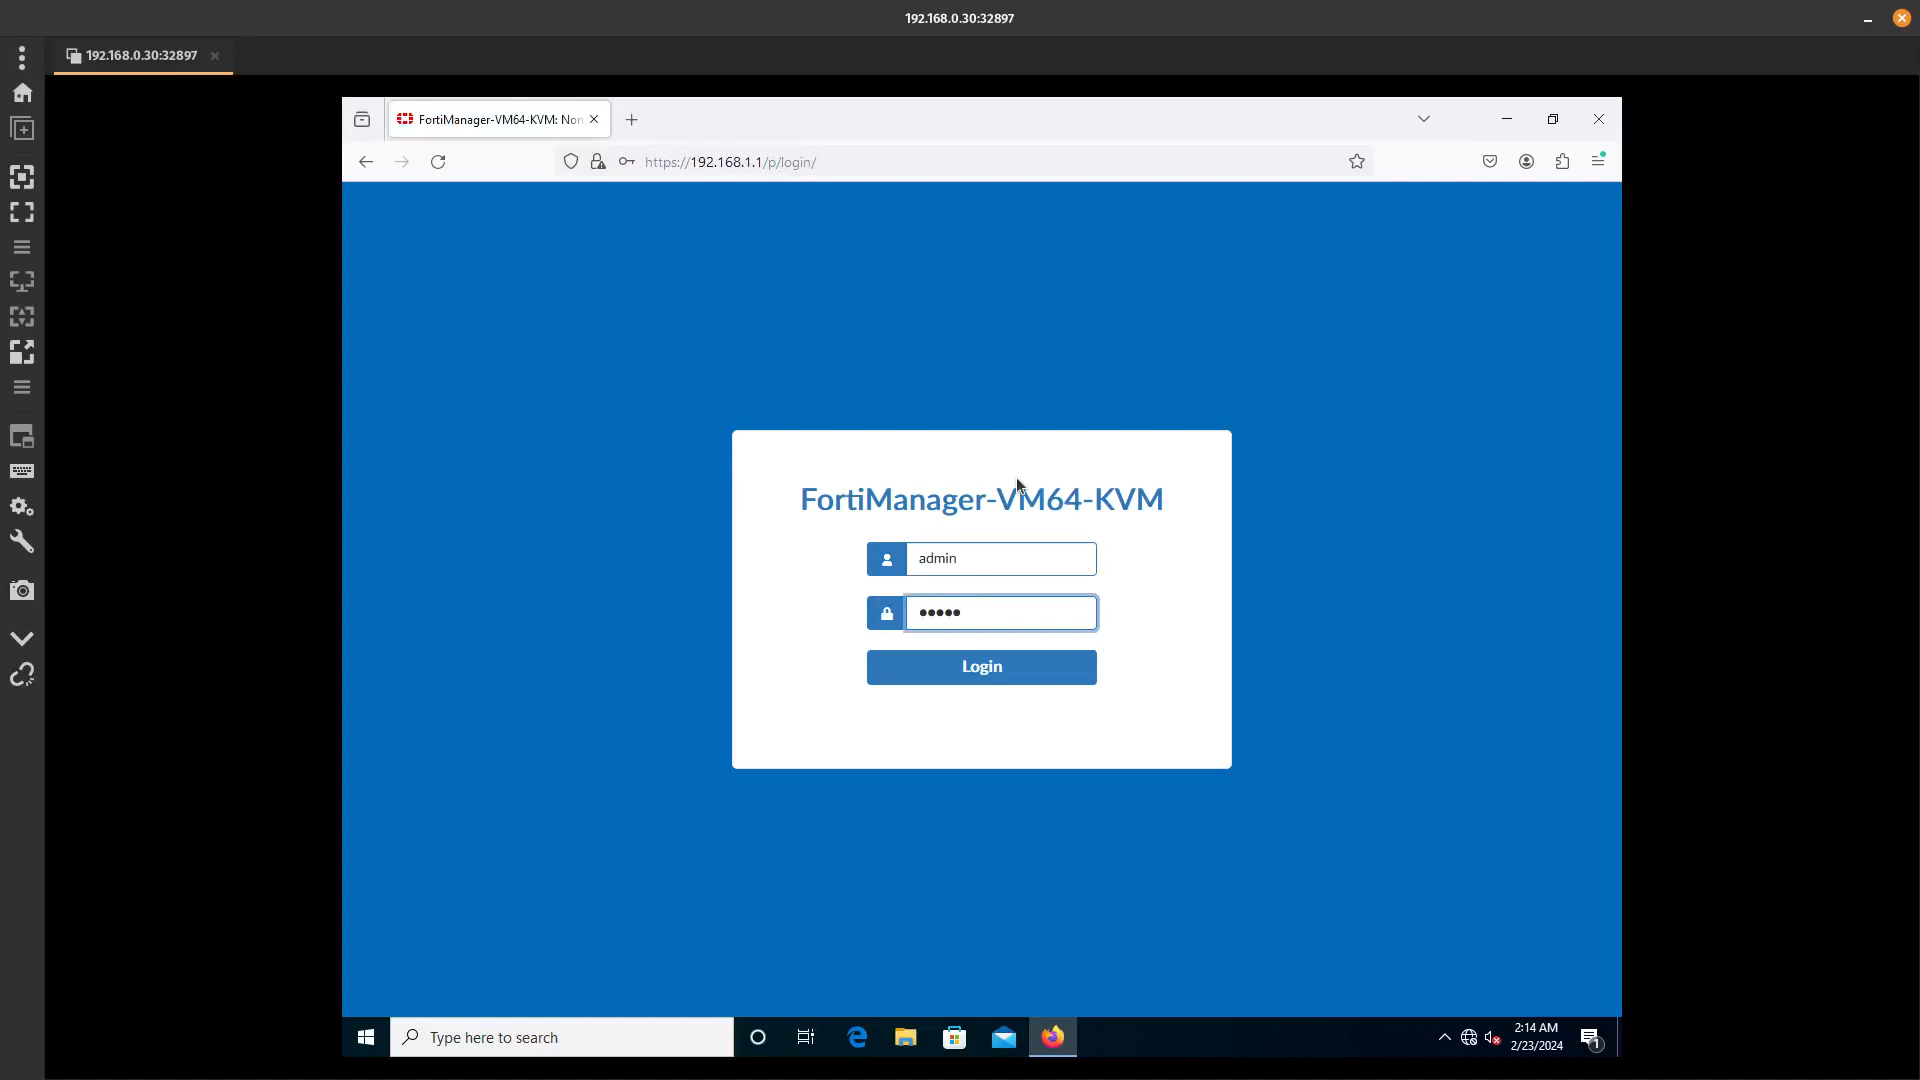 192.168.0.30:32897
192.168.0.30:32897
FortiManager-VM64-KVM: Non
https://192.168.1.1/p/login/
FortiManager-VM64-KVM
admin
•••••
Login
Type here to search
2:14 AM
2/23/2024
1